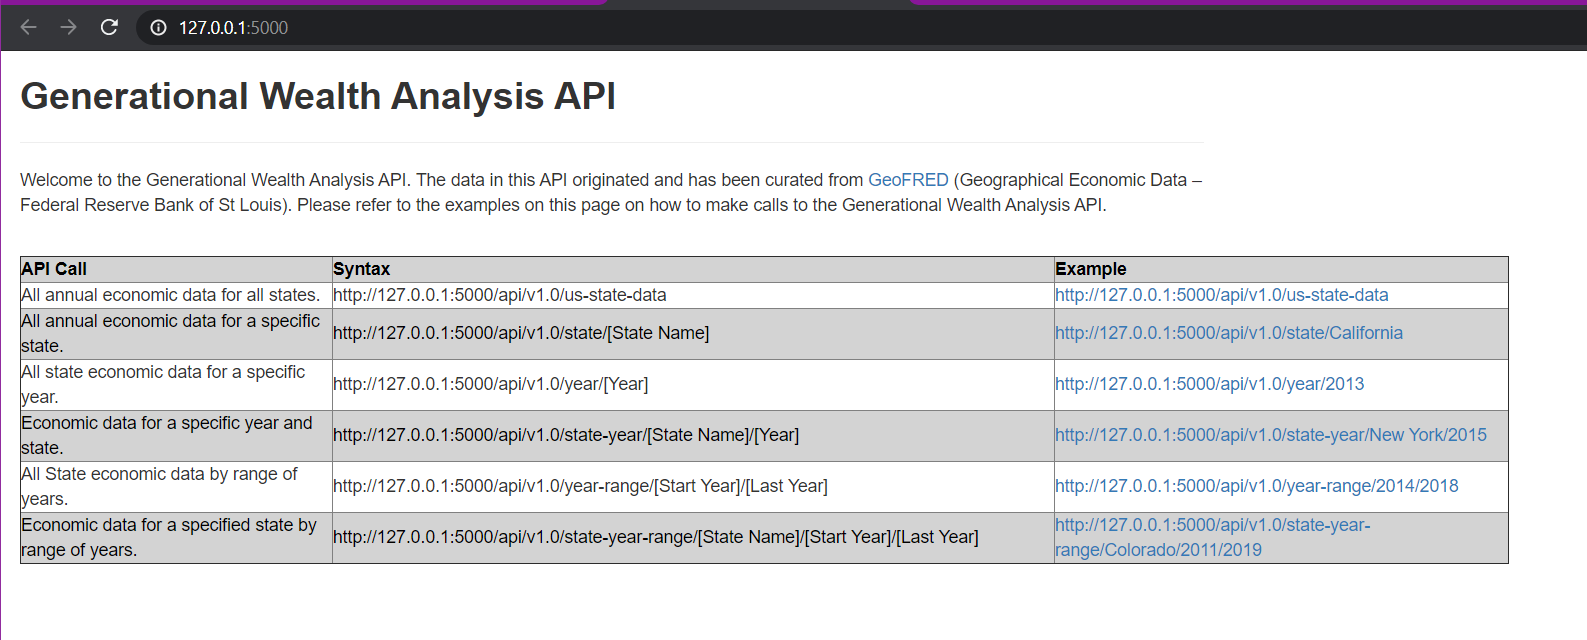 127.0.0.1:5000
Generational Wealth Analysis API
Welcome to the Generational Wealth Analysis API. The data in this API originated and has been curated from GeoFRED (Geographical Economic Data –
Federal Reserve Bank of St Louis). Please refer to the examples on this page on how to make calls to the Generational Wealth Analysis API.
API Call Syntax Example
All annual economic data for all states. http://127.0.0.1:5000/api/v1.0/us-state-data http://127.0.0.1:5000/api/v1.0/us-state-data
All annual economic data for a specific
state. http://127.0.0.1:5000/api/v1.0/state/[State Name] http://127.0.0.1:5000/api/v1.0/state/California
All state economic data for a specific
year. http://127.0.0.1:5000/api/v1.0/year/[Year] http://127.0.0.1:5000/api/v1.0/year/2013
Economic data for a specific year and
state. http://127.0.0.1:5000/api/v1.0/state-year/[State Name]/[Year] http://127.0.0.1:5000/api/v1.0/state-year/New York/2015
All State economic data by range of
years. http://127.0.0.1:5000/api/v1.0/year-range/[Start Year]/[Last Year] http://127.0.0.1:5000/api/v1.0/year-range/2014/2018
Economic data for a specified state by
range of years. http://127.0.0.1:5000/api/v1.0/state-year-range/[State Name]/[Start Year]/[Last Year] http://127.0.0.1:5000/api/v1.0/state-year-
range/Colorado/2011/2019